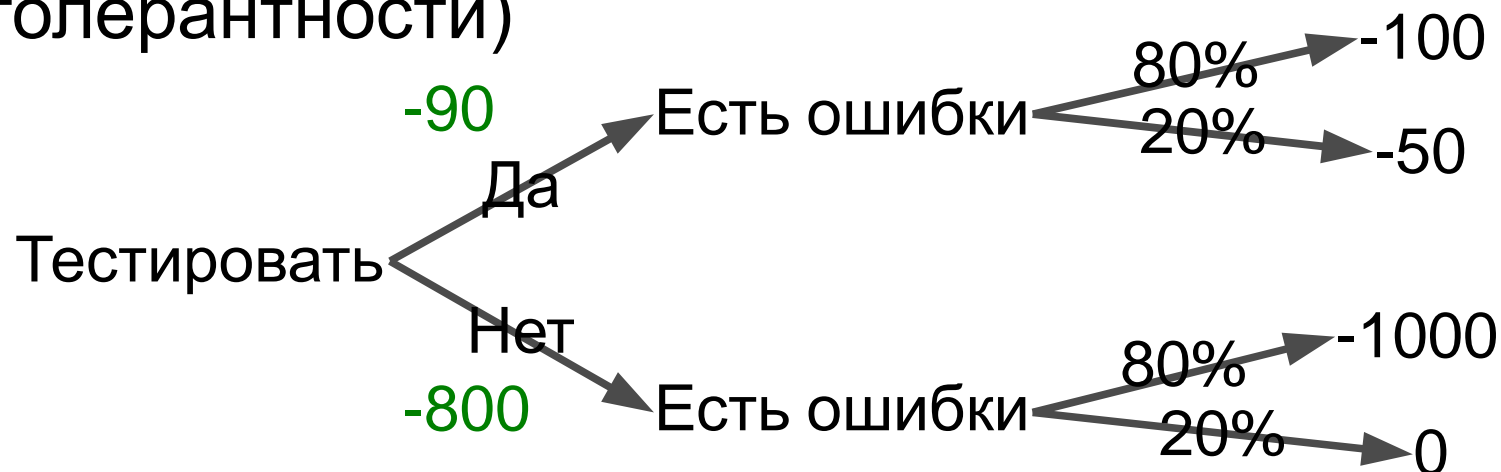 толерантности)
-100
80%
-90
Есть ошибки
20%
-50
Да
Тестировать
Нет
-1000
80%
-800
Есть ошибки
20%
0